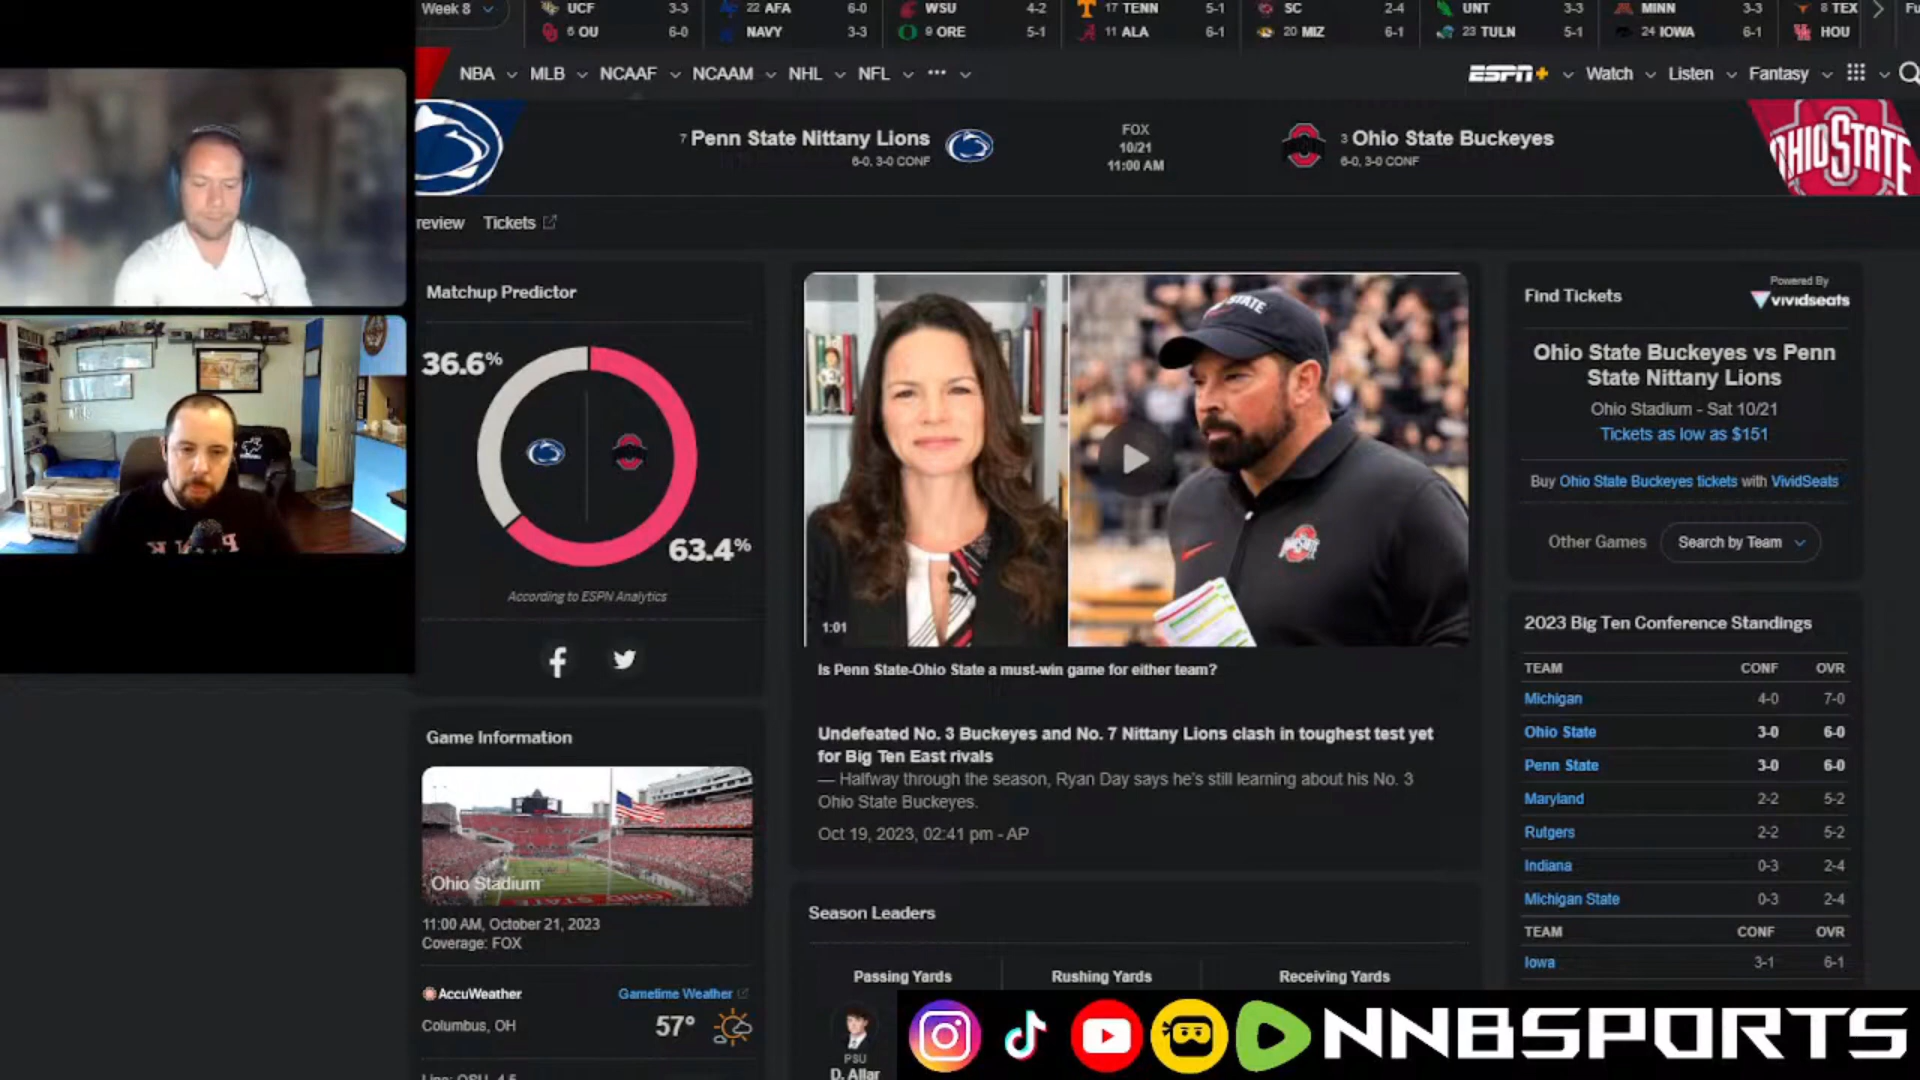 Week 8
UCF 3-3
6 OU 6-0
22 AFA 6-0
NAVY 3-3
WSU 4-2
9 ORE 5-1
17 TENN 5-1
11 ALA 6-1
SC 2-4
20 MIZ 6-1
UNT 3-3
23 TULN 5-1
MINN 3-3
24 IOWA 6-1
8 TEX
HOU
NBA MLB NCAAF NCAAM NHL NFL ...
ESPN+ Watch Listen Fantasy
7 Penn State Nittany Lions
6-0, 3-0 CONF
FOX
10/21
11:00 AM
3 Ohio State Buckeyes
6-0, 3-0 CONF
OHIO STATE
review Tickets
Matchup Predictor
36.6%
63.4%
According to ESPN Analytics
Game Information
Ohio Stadium
11:00 AM, October 21, 2023
Coverage: FOX
AccuWeather Gametime Weather
Columbus, OH 57°
Line: OSU -4.5
STATE
1:01
Is Penn State-Ohio State a must-win game for either team?
Undefeated No. 3 Buckeyes and No. 7 Nittany Lions clash in toughest test yet
for Big Ten East rivals
— Halfway through the season, Ryan Day says he's still learning about his No. 3
Ohio State Buckeyes.
Oct 19, 2023, 02:41 pm - AP
Season Leaders
Passing Yards Rushing Yards Receiving Yards
PSU
D. Allar
Find Tickets
Powered By
vividseats
Ohio State Buckeyes vs Penn
State Nittany Lions
Ohio Stadium - Sat 10/21
Tickets as low as $151
Buy Ohio State Buckeyes tickets with VividSeats
Other Games Search by Team
2023 Big Ten Conference Standings
TEAM CONF OVR
Michigan 4-0 7-0
Ohio State 3-0 6-0
Penn State 3-0 6-0
Maryland 2-2 5-2
Rutgers 2-2 5-2
Indiana 0-3 2-4
Michigan State 0-3 2-4
TEAM CONF OVR
Iowa 3-1 6-1
NNBSPORTS